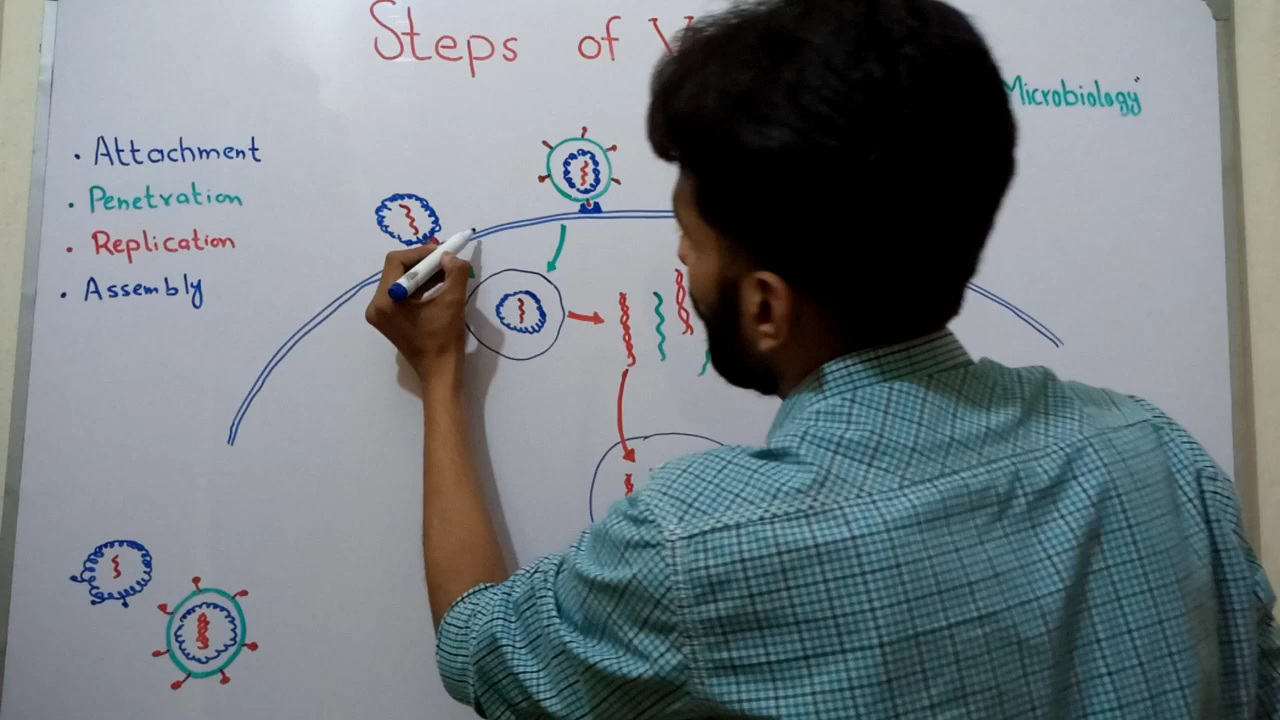 Steps of
Microbiology"
. Attachment
. Penetration
. Replication
. Assembly